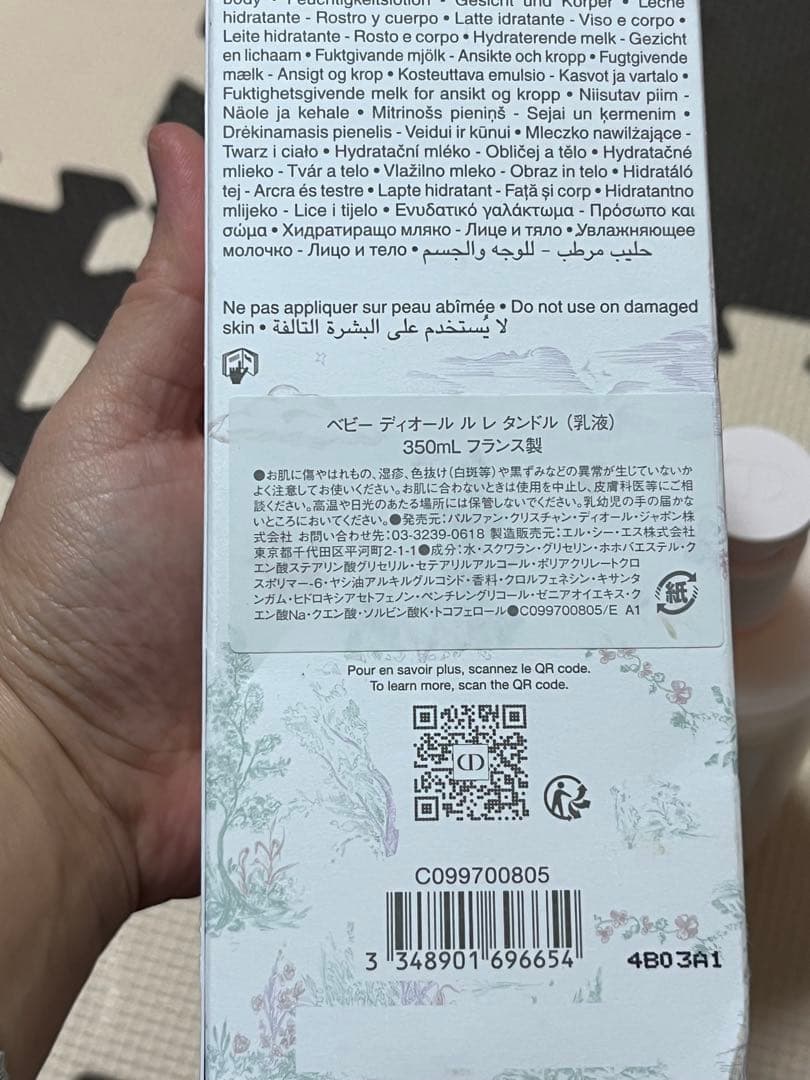 Body • Feuchtigkeitslotion - Gesicht und Körper • Leche
hidratante - Rostro y cuerpo • Latte idratante - Viso e corpo •
Leite hidratante - Rosto e corpo • Hydraterende melk - Gezicht
en lichaam • Fuktgivande mjölk - Ansikte och kropp • Fugtgivende
mælk - Ansigt og krop • Kosteuttava emulsio - Kasvot ja vartalo •
Fuktighetsgivende melk for ansikt og kropp • Niisutav piim -
Näole ja kehale • Mitrinošs pieniņš - Sejai un ķermenim •
Drėkinamasis pienelis - Veidui ir kūnui • Mleczko nawilżające -
Twarz i ciało • Hydratační mléko - Obličej a tělo • Hydratačné
mlieko - Tvár a telo • Vlažilno mleko - Obraz in telo • Hidratáló
tej - Arca és testre • Lapte hidratant - Față și corp • Hidratantno
mlijeko - Lice i tijelo • Ενυδατικό γαλάκτωμα - Πρόσωπο και
σώμα • Хидратиращо мляко - Лице и тяло • Увлажняющее
молочко - Лицо и тело • حليب مرطب - للوجه والجسم
Ne pas appliquer sur peau abîmée • Do not use on damaged
skin • لا يُستخدم على البشرة التالفة
ベビー ディオール ル レ タンドル（乳液）
350mL フランス製
●お肌に傷やはれもの、湿疹、色抜け（白斑等）や黒ずみなどの異常が生じていないか
よく注意してお使いください。お肌に合わないときは使用を中止し、皮膚科医等にご相
談ください。高温や日光のあたる場所には保管しないでください。乳幼児の手の届かな
いところにおいてください。●発売元：パルファン・クリスチャン・ディオール・ジャポン株
式会社 お問い合わせ先：03-3239-0618 製造販売元：エル・シー・エス株式会社
東京都千代田区平河町2-1-1●成分：水・スクワラン・グリセリン・ホホバエステル・ク
エン酸ステアリン酸グリセリル・セテアリルアルコール・ポリアクリレートクロ
スポリマー-6・ヤシ油アルキルグルコシド・香料・クロルフェネシン・キサンタ
ンガム・ヒドロキシアセトフェノン・ペンチレングリコール・ゼニアオイエキス・ク
エン酸Na・クエン酸・ソルビン酸K・トコフェロール●C099700805/E A1
紙
Pour en savoir plus, scannez le QR code.
To learn more, scan the QR code.
CD
C099700805
3 348901 696654
4B03A1